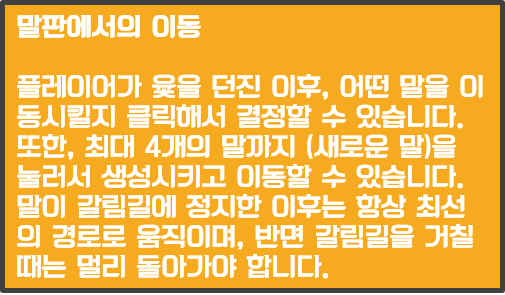 말판에서의 이동
플레이어가 윷을 던진 이후, 어떤 말을 이
동시킬지 클릭해서 결정할 수 있습니다.
또한, 최대 4개의 말까지 (새로운 말)을
눌러서 생성시키고 이동할 수 있습니다.
말이 갈림길에 정지한 이후는 항상 최선
의 경로로 움직이며, 반면 갈림길을 거칠
때는 멀리 돌아가야 합니다.